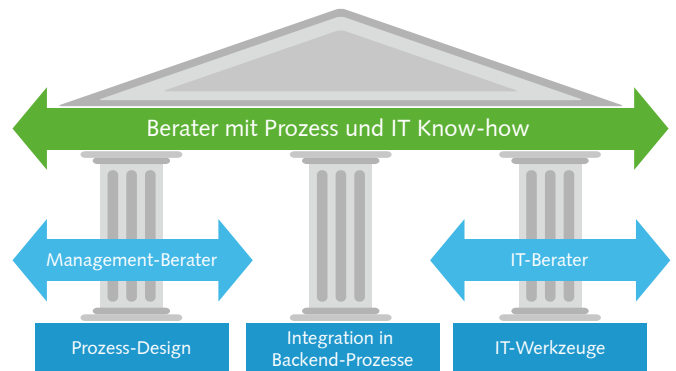 Berater mit Prozess und IT Know-how
Management-Berater
IT-Berater
Prozess-Design
Integration in
Backend-Prozesse
IT-Werkzeuge